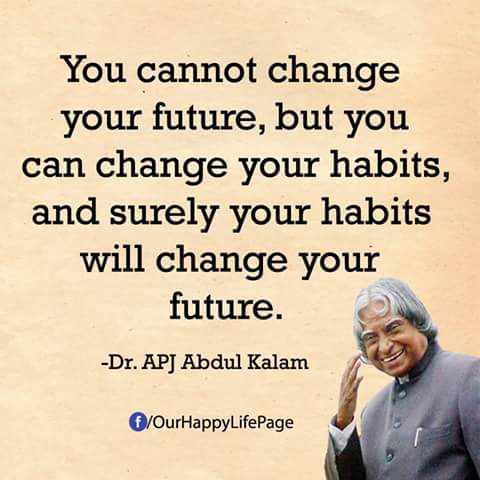 You cannot change
your future, but you
can change your habits,
and surely your habits
will change your
future.
-Dr. APJ Abdul Kalam
f/OurHappyLifePage